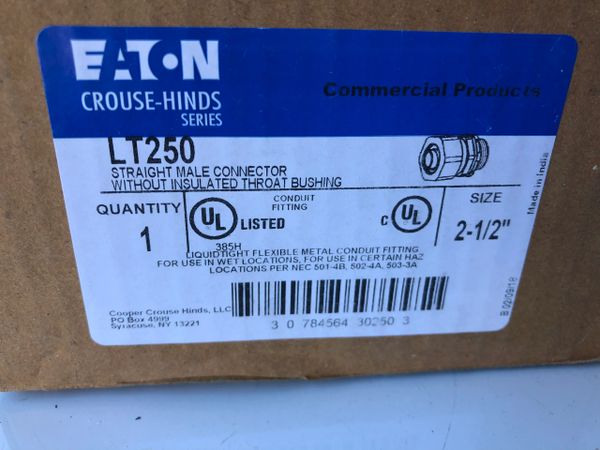 EATON
CROUSE-HINDS
SERIES
Commercial Products
LT250
STRAIGHT MALE CONNECTOR
WITHOUT INSULATED THROAT BUSHING
Made in India
QUANTITY
1
UL
LISTED
385H
CONDUIT
FITTING
C UL
SIZE
2-1/2"
LIQUIDTIGHT FLEXIBLE METAL CONDUIT FITTING
FOR USE IN WET LOCATIONS, FOR USE IN CERTAIN HAZ
LOCATIONS PER NEC 501-4B, 502-4A, 503-3A
B 02/09/18
Cooper Crouse Hinds, LLC
PO Box 4999
Syracuse, NY 13221
3 0 784564 30250 3